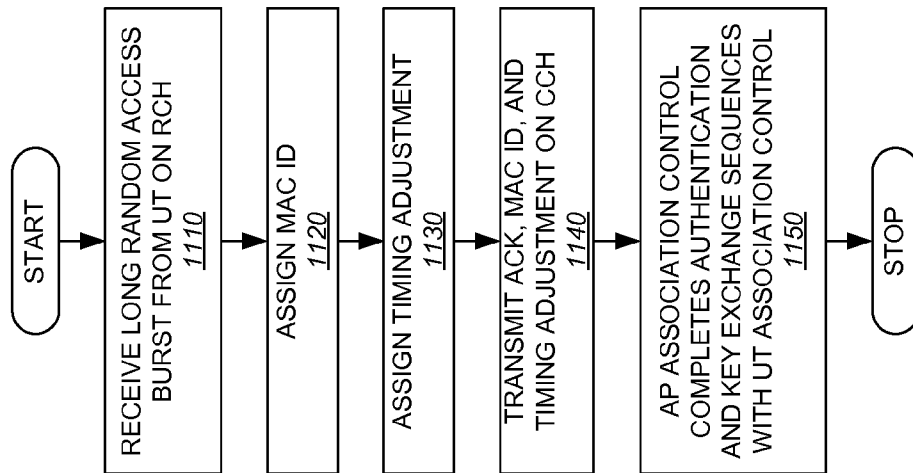 START
RECEIVE LONG RANDOM ACCESS
BURST FROM UT ON RCH
1110
ASSIGN MAC ID
1120
ASSIGN TIMING ADJUSTMENT
1130
TRANSMIT ACK, MAC ID, AND
TIMING ADJUSTMENT ON CCH
1140
AP ASSOCIATION CONTROL
COMPLETES AUTHENTICATION
AND KEY EXCHANGE SEQUENCES
WITH UT ASSOCIATION CONTROL
1150
STOP